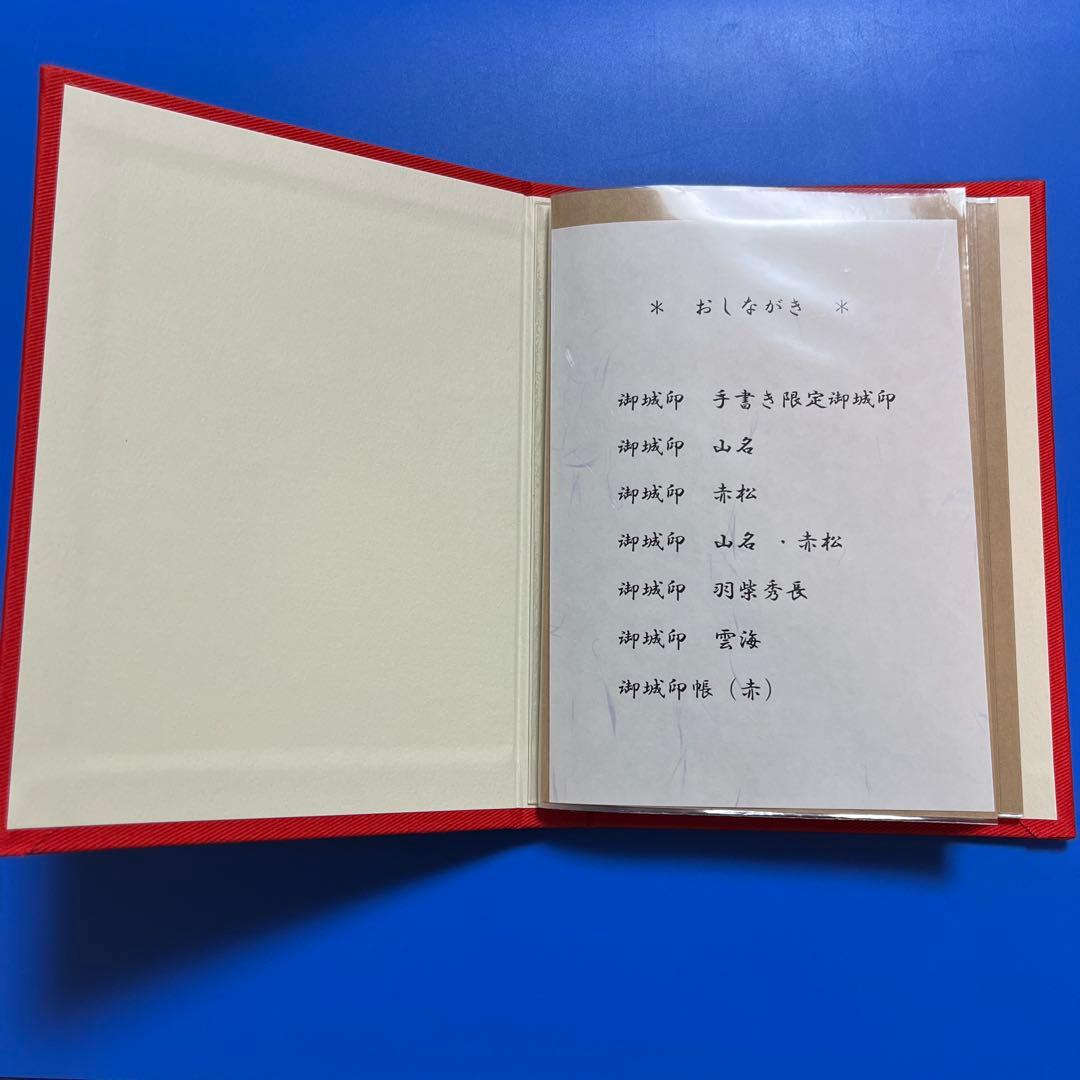 ＊　おしながき　＊
御城印　手書き限定御城印
御城印　山名
御城印　赤松
御城印　山名 ・赤松
御城印　羽柴秀長
御城印　雲海
御城印帳（赤）